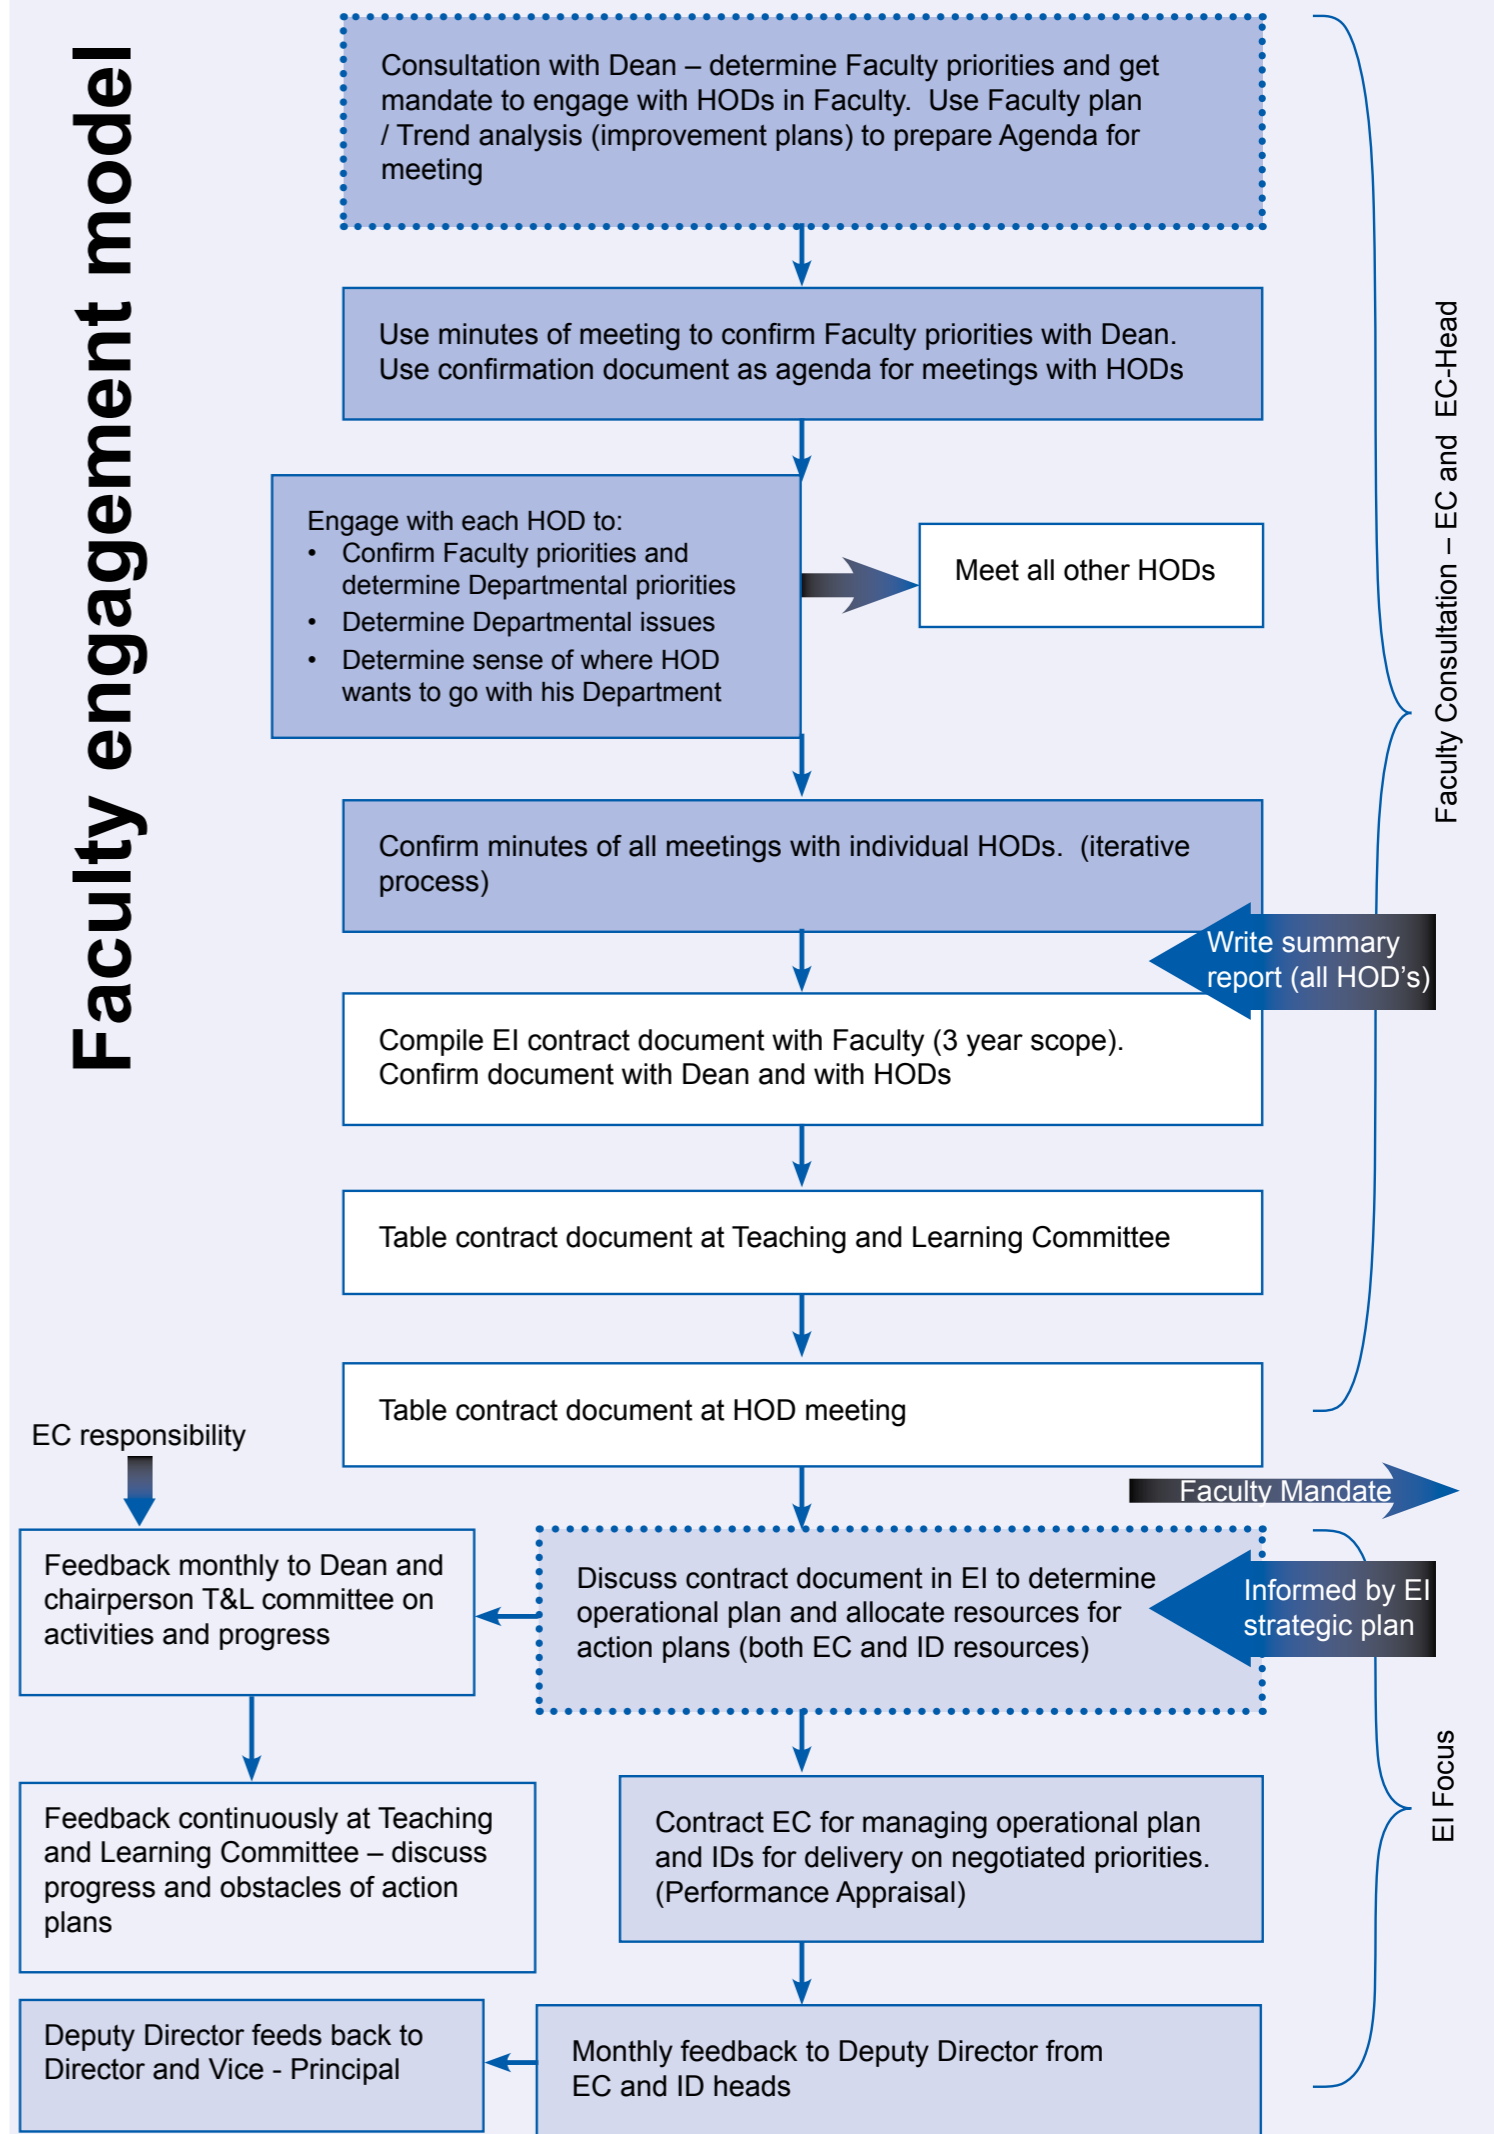 Faculty engagement model
Consultation with Dean – determine Faculty priorities and get
mandate to engage with HODs in Faculty.  Use Faculty plan
/ Trend analysis (improvement plans) to prepare Agenda for
meeting
Use minutes of meeting to confirm Faculty priorities with Dean.
Use confirmation document as agenda for meetings with HODs
Engage with each HOD to:
• Confirm Faculty priorities and
determine Departmental priorities
• Determine Departmental issues
• Determine sense of where HOD
wants to go with his Department
Meet all other HODs
Confirm minutes of all meetings with individual HODs.  (iterative
process)
Write summary
report (all HOD's)
Compile EI contract document with Faculty (3 year scope).
Confirm document with Dean and with HODs
Table contract document at Teaching and Learning Committee
Table contract document at HOD meeting
Faculty Consultation – EC and  EC-Head
EC responsibility
Faculty Mandate
Feedback monthly to Dean and
chairperson T&L committee on
activities and progress
Discuss contract document in EI to determine
operational plan and allocate resources for
action plans (both EC and ID resources)
Informed by EI
strategic plan
Feedback continuously at Teaching
and Learning Committee – discuss
progress and obstacles of action
plans
Contract EC for managing operational plan
and IDs for delivery on negotiated priorities.
(Performance Appraisal)
EI Focus
Deputy Director feeds back to
Director and Vice - Principal
Monthly feedback to Deputy Director from
EC and ID heads